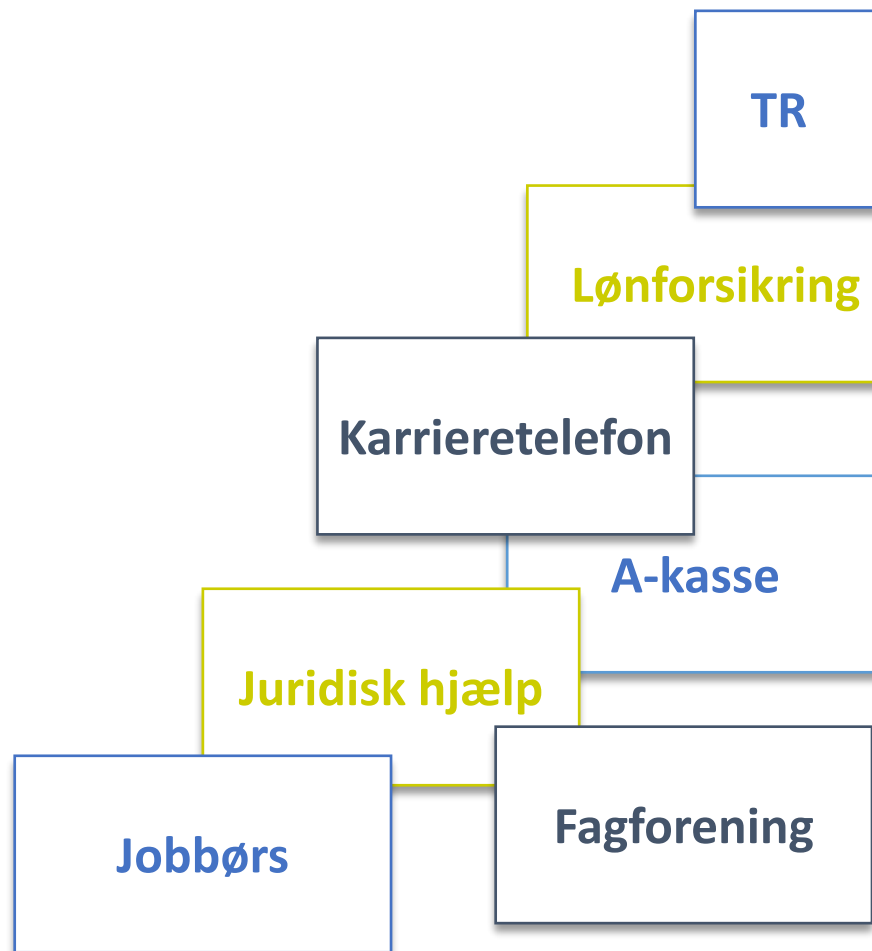 TR
Lønforsikring
Karrieretelefon
A-kasse
Juridisk hjælp
Fagforening
Jobbørs